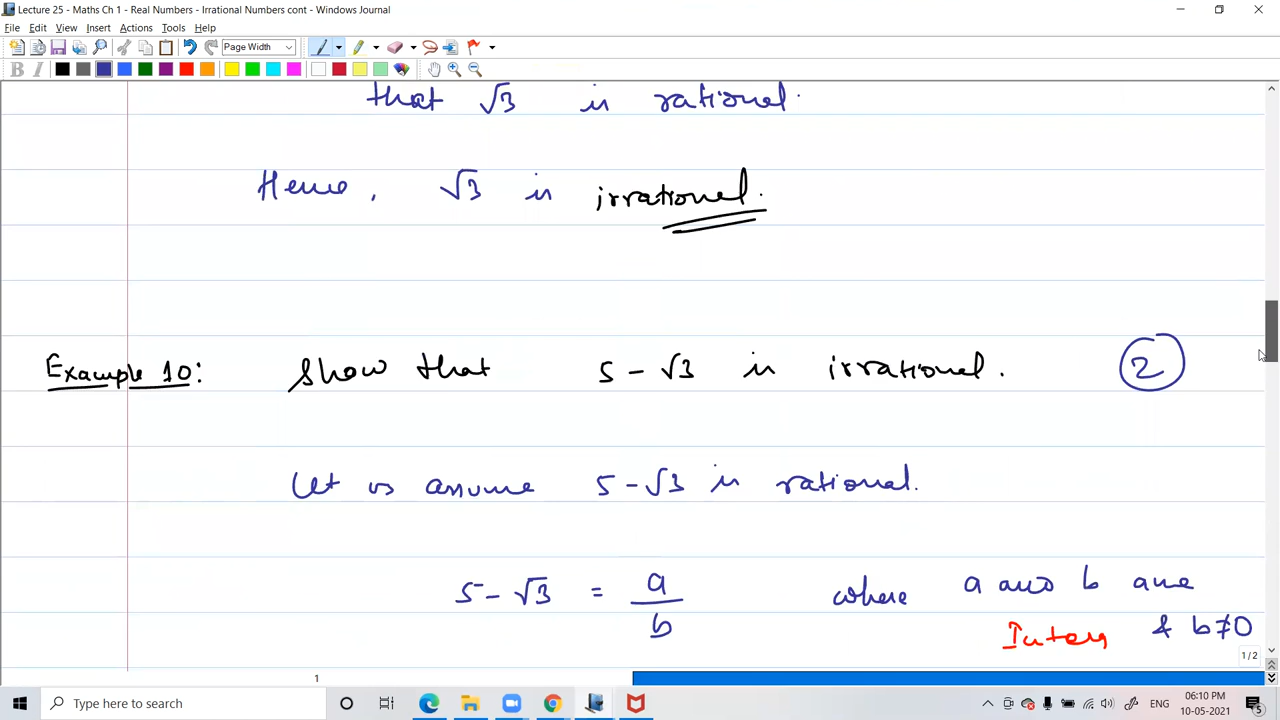 Lecture 25 - Maths Ch 1 - Real Numbers - Irrational Numbers cont - Windows Journal
File Edit View Insert Actions Tools Help
Page Width
B I
that √3 is rational.
Hence, √3 is irrational.
Example 10: Show that 5 - √3 is irrational. 2
Let us assume 5 - √3 is rational.
5 - √3 = a/b where a and b are
Integers & b≠0
1/2
1
Type here to search
ENG
06:10 PM
10-05-2021
5